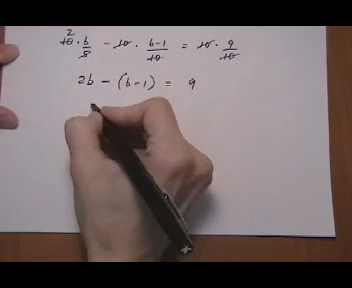 2
10 · b/5 - 10 · b-1/10 = 10 · 9/10
2b - (b-1) = 9